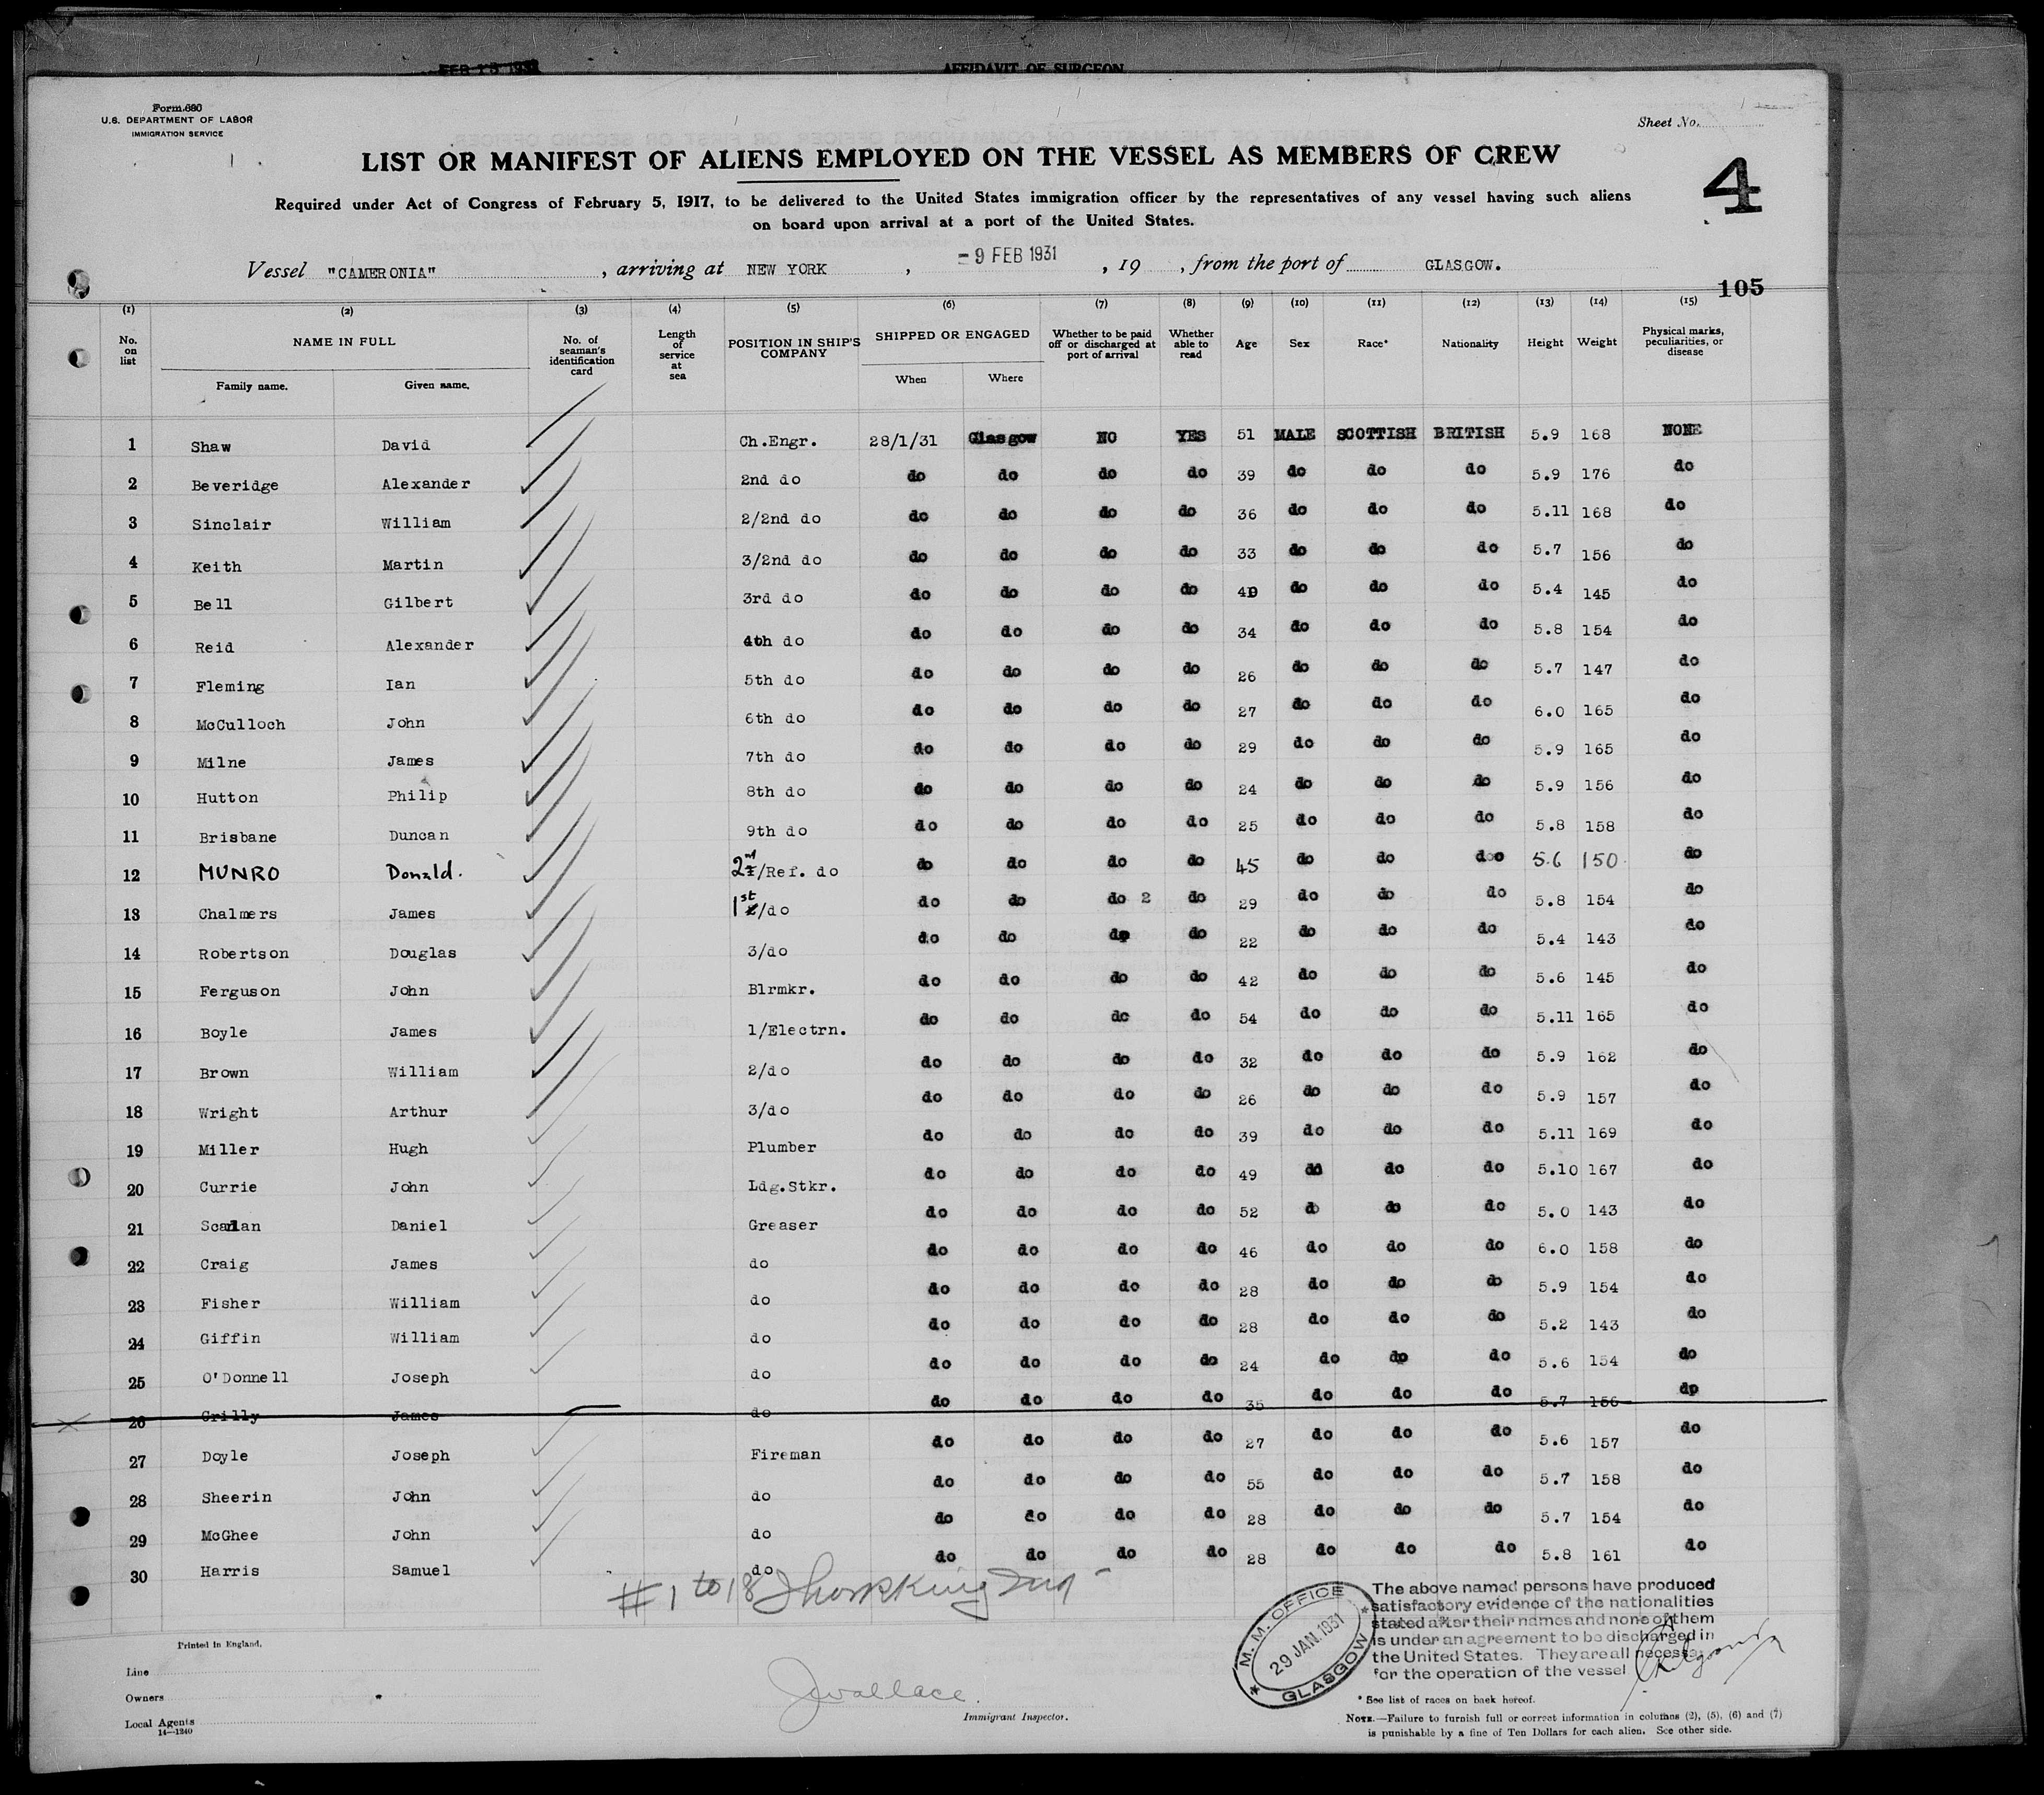 FEB 13 1931
AFFIDAVIT OF SURGEON
Form 680
U.S. DEPARTMENT OF LABOR
IMMIGRATION SERVICE
Sheet No.
4
LIST OR MANIFEST OF ALIENS EMPLOYED ON THE VESSEL AS MEMBERS OF CREW
Required under Act of Congress of February 5, 1917, to be delivered to the United States immigration officer by the representatives of any vessel having such aliens
on board upon arrival at a port of the United States.
Vessel "CAMERONIA", arriving at NEW YORK, - 9 FEB 1931, 19 , from the port of GLASGOW.
105
(1) (2) (3) (4) (5) (6) (7) (8) (9) (10) (11) (12) (13) (14) (15)
No. on list NAME IN FULL No. of seaman's identification card Length of service at sea POSITION IN SHIP'S COMPANY SHIPPED OR ENGAGED Whether to be paid off or discharged at port of arrival Whether able to read Age Sex Race* Nationality Height Weight Physical marks, peculiarities, or disease
Family name. Given name. When Where
1 Shaw David Ch.Engr. 28/1/31 Glasgow NO YES 51 MALE SCOTTISH BRITISH 5.9 168 NONE
2 Beveridge Alexander 2nd do do do do do 39 do do do 5.9 176 do
3 Sinclair William 2/2nd do do do do do 36 do do do 5.11 168 do
4 Keith Martin 3/2nd do do do do do 33 do do do 5.7 156 do
5 Bell Gilbert 3rd do do do do do do do do 5.4 145 do
6 Reid Alexander 4th do do do do do 34 do do do 5.8 154 do
7 Fleming Ian 5th do do do do do 26 do do do 5.7 147 do
8 McCulloch John 6th do do do do do 27 do do do 6.0 165 do
9 Milne James 7th do do do do do 29 do do do 5.9 165 do
10 Hutton Philip 8th do do do do do 24 do do do 5.9 156 do
11 Brisbane Duncan 9th do do do do do 25 do do do 5.8 158 do
12 MUNRO Donald. 2nd/Ref. do do do do do 45 do do doo 5.6 150 do
13 Chalmers James 1st/do do do do 2 do 29 do do do 5.8 154 do
14 Robertson Douglas 3/do do do do do 22 do do do 5.4 143 do
15 Ferguson John Blrmkr. do do do do 42 do do do 5.6 145 do
16 Boyle James 1/Electrn. do do do do 54 do do do 5.11 165 do
17 Brown William 2/do do do do do 32 do do do 5.9 162 do
18 Wright Arthur 3/do do do do do 26 do do do 5.9 157 do
19 Miller Hugh Plumber do do do do 39 do do do 5.11 169 do
20 Currie John Ldg.Stkr. do do do do 49 do do do 5.10 167 do
21 Scanlan Daniel Greaser do do do do 52 do do do 5.0 143 do
22 Craig James do do do do do 46 do do do 6.0 158 do
23 Fisher William do do do do do 28 do do do 5.9 154 do
24 Giffin William do do do do do 28 do do do 5.2 143 do
25 O'Donnell Joseph do do do do do 24 do do do 5.6 154 do
26 Crilly James do do do do do 35 do do do 5.7 156 do
27 Doyle Joseph Fireman do do do do 27 do do do 5.6 157 do
28 Sheerin John do do do do do 55 do do do 5.7 158 do
29 McGhee John do do do do do 28 do do do 5.7 154 do
30 Harris Samuel do do do do do 28 do do do 5.8 161 do
# 1 to 18
M. M. OFFICE
29 JAN. 1931
GLASGOW
The above named persons have produced
satisfactory evidence of the nationalities
stated after their names and none of them
is under an agreement to be discharged in
the United States. They are all necess
for the operation of the vessel
Printed in England.
Line
Owners
Local Agents
14—1240
JWallace.
Immigrant Inspector.
* See list of races on back hereof.
NOTE.—Failure to furnish full or correct information in columns (2), (5), (6) and (7)
is punishable by a fine of Ten Dollars for each alien. See other side.